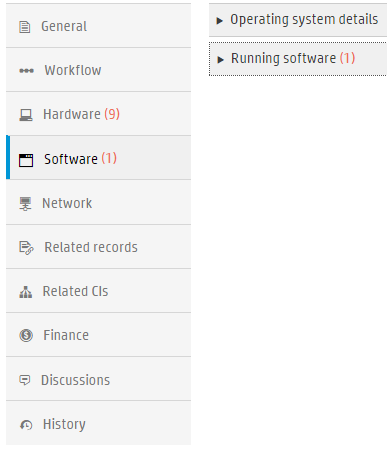 General
Workflow
Hardware (9)
Software (1)
Network
Related records
Related CIs
Finance
Discussions
History
Operating system details
Running software (1)